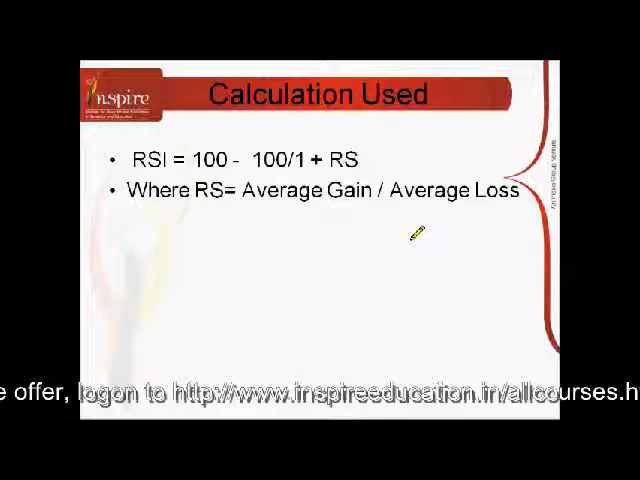 inspire
Calculation Used
• RSI = 100 - 100/1 + RS
• Where RS= Average Gain / Average Loss
e offer, logon to http://www.inspireeducation.in/allcourses.h